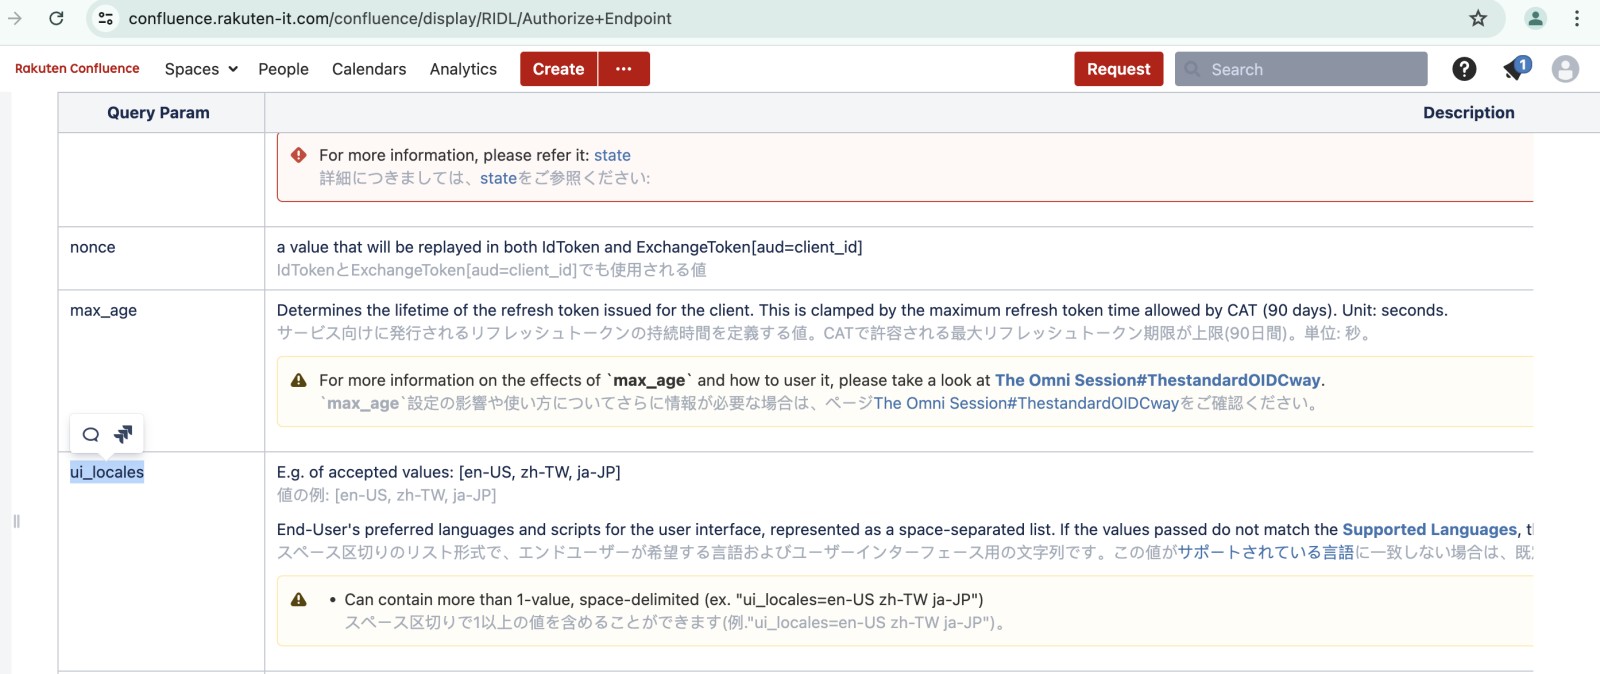 confluence.rakuten-it.com/confluence/display/RIDL/Authorize+Endpoint
Rakuten Confluence Spaces People Calendars Analytics Create ··· Request Search 1
Query Param Description
For more information, please refer it: state
詳細につきましては、stateをご参照ください:
nonce a value that will be replayed in both IdToken and ExchangeToken[aud=client_id]
IdTokenとExchangeToken[aud=client_id]でも使用される値
max_age Determines the lifetime of the refresh token issued for the client. This is clamped by the maximum refresh token time allowed by CAT (90 days). Unit: seconds.
サービス向けに発行されるリフレッシュトークンの持続時間を定義する値。CATで許容される最大リフレッシュトークン期限が上限(90日間)。単位: 秒。
For more information on the effects of `max_age` and how to user it, please take a look at The Omni Session#ThestandardOIDCway.
`max_age`設定の影響や使い方についてさらに情報が必要な場合は、ページThe Omni Session#ThestandardOIDCwayをご確認ください。
ui_locales E.g. of accepted values: [en-US, zh-TW, ja-JP]
値の例: [en-US, zh-TW, ja-JP]
End-User's preferred languages and scripts for the user interface, represented as a space-separated list. If the values passed do not match the Supported Languages,
スペース区切りのリスト形式で、エンドユーザーが希望する言語およびユーザーインターフェース用の文字列です。この値がサポートされている言語に一致しない場合は、
• Can contain more than 1-value, space-delimited (ex. "ui_locales=en-US zh-TW ja-JP")
スペース区切りで1以上の値を含めることができます(例."ui_locales=en-US zh-TW ja-JP")。